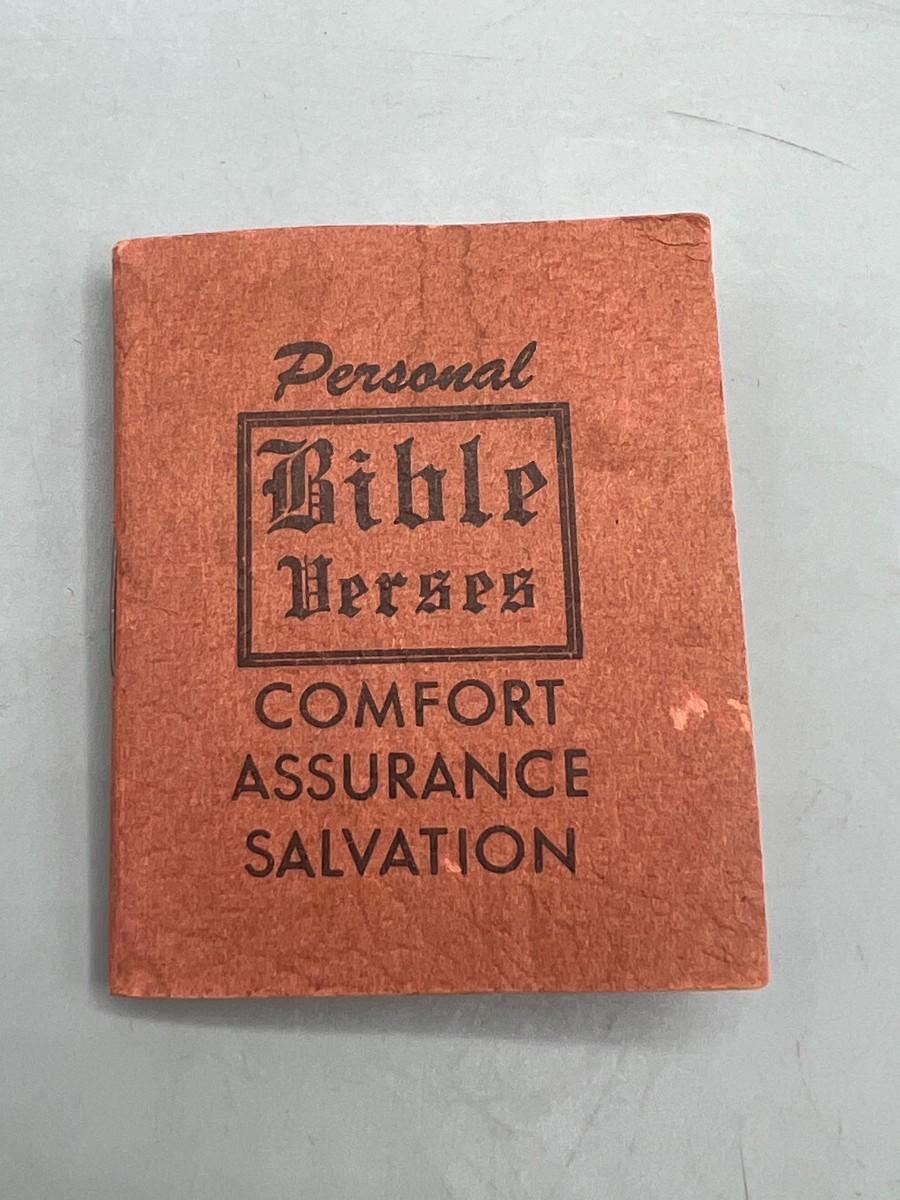 Personal
Bible
Verses
COMFORT
ASSURANCE
SALVATION